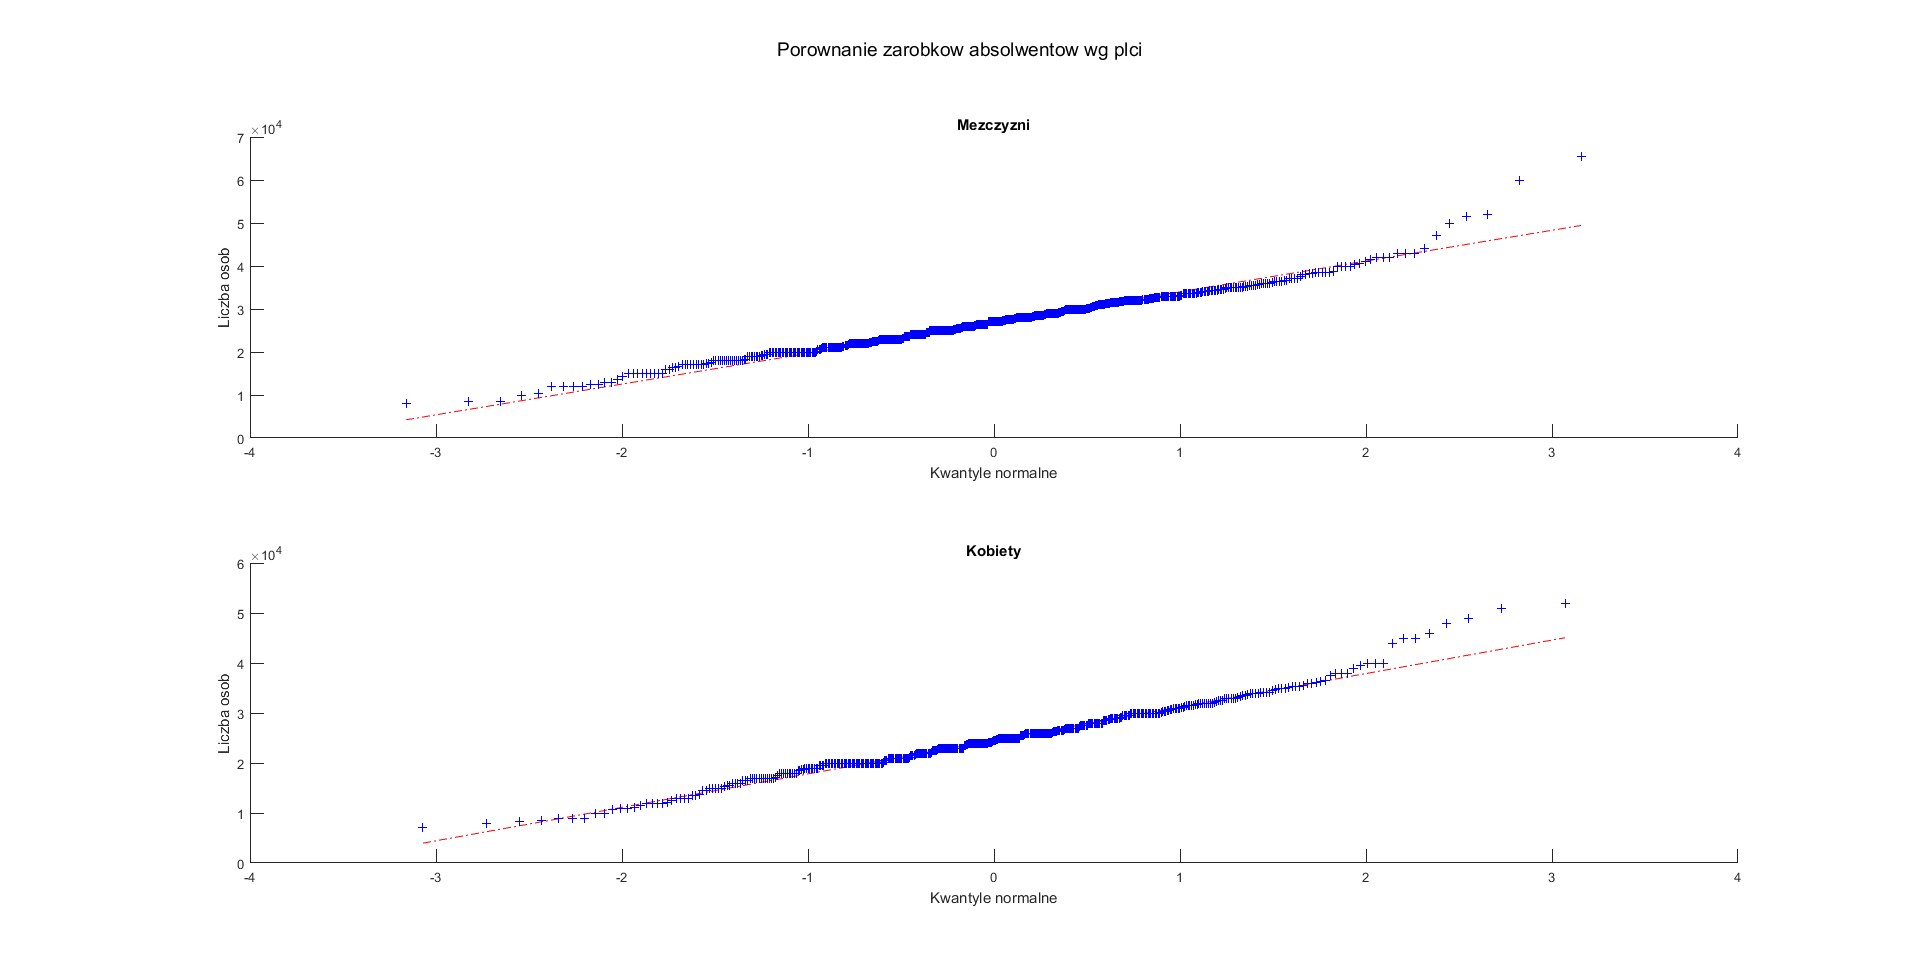 Porownanie zarobkow absolwentow wg plci
Mezczyzni
×10^4
7
6
5
4
3
2
1
0
Liczba osob
-4 -3 -2 -1 0 1 2 3 4
Kwantyle normalne
Kobiety
×10^4
6
5
4
3
2
1
0
Liczba osob
-4 -3 -2 -1 0 1 2 3 4
Kwantyle normalne